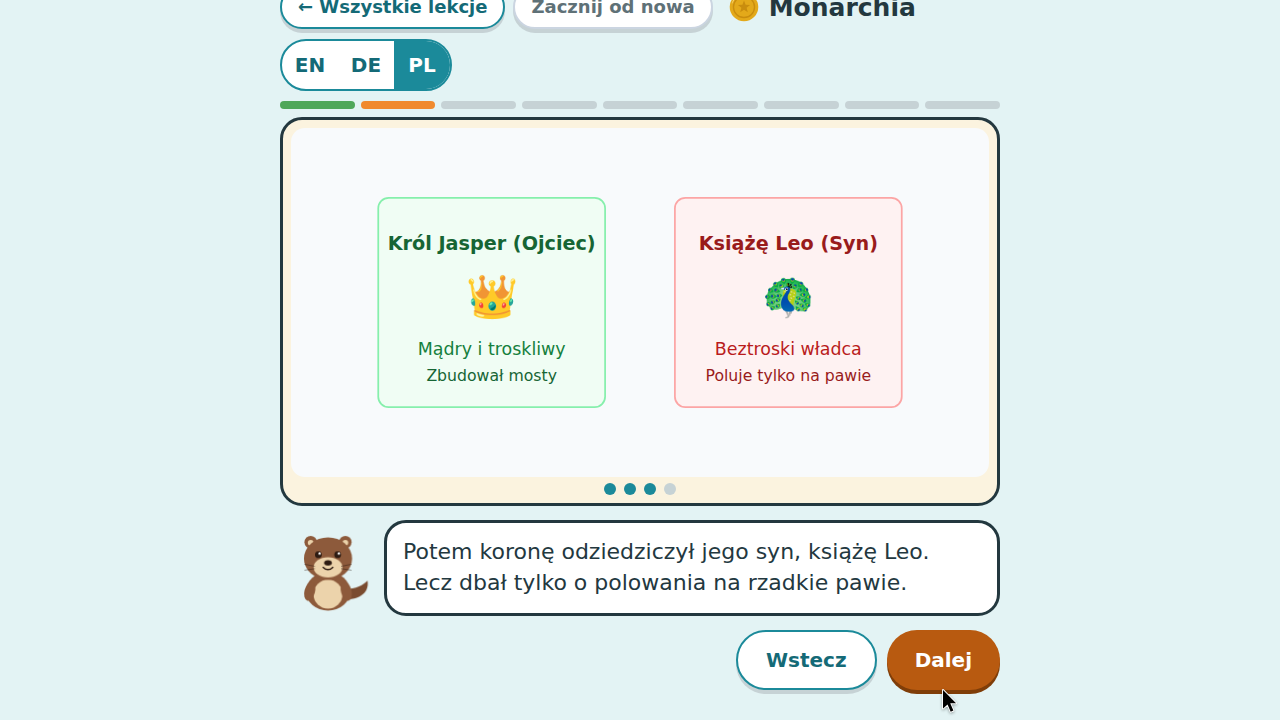 ← Wszystkie lekcje
Zacznij od nowa
Monarchia
EN DE PL
Król Jasper (Ojciec)
Mądry i troskliwy
Zbudował mosty
Książę Leo (Syn)
Beztroski władca
Poluje tylko na pawie
Potem koronę odziedziczył jego syn, książę Leo.
Lecz dbał tylko o polowania na rzadkie pawie.
Wstecz
Dalej